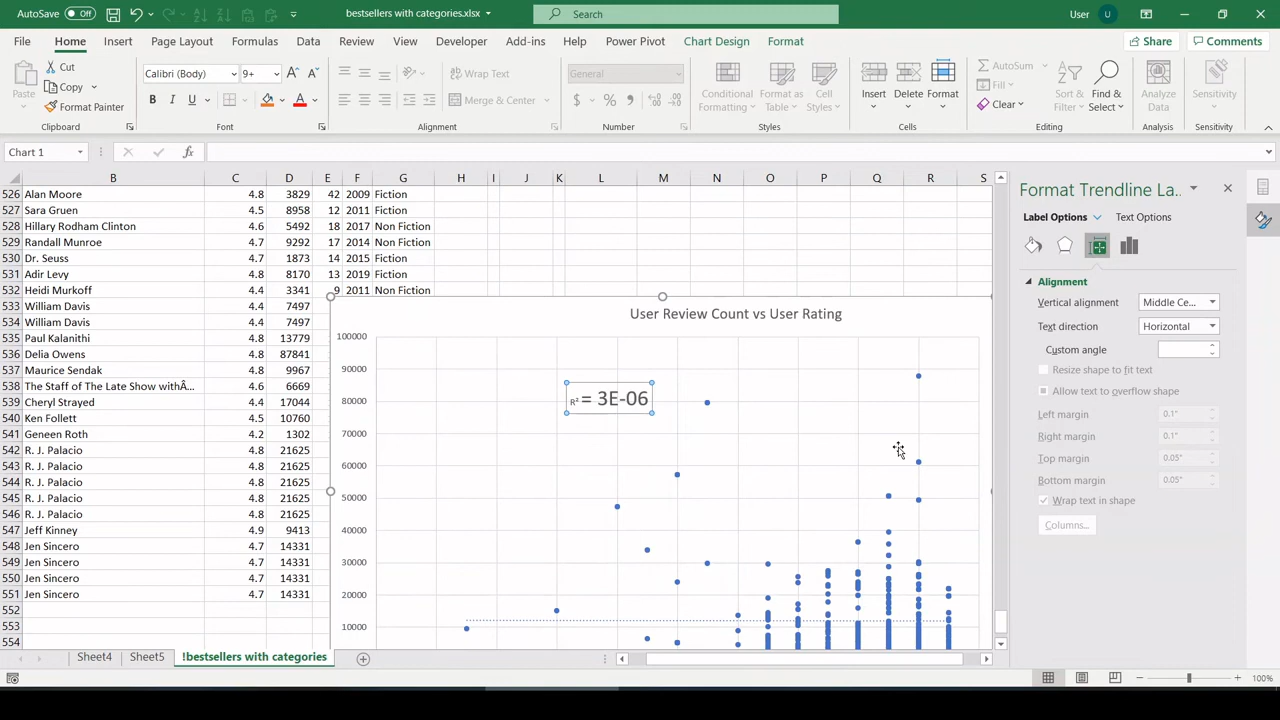 AutoSave Off bestsellers with categories.xlsx Search User U
File Home Insert Page Layout Formulas Data Review View Developer Add-ins Help Power Pivot Chart Design Format Share Comments
Paste Cut Copy Format Painter Clipboard
Calibri (Body) 9+ B I U A Font
Wrap Text Merge & Center Alignment
General $ % Number
Conditional Formatting Format as Table Cell Styles Styles
Insert Delete Format Cells
AutoSum Fill Clear Sort & Filter Find & Select Editing
Analyze Data Analysis
Sensitivity Sensitivity
Chart 1 fx
B C D E F G H I J K L M N O P Q R S
526 Alan Moore 4.8 3829 42 2009 Fiction
527 Sara Gruen 4.5 8958 12 2011 Fiction
528 Hillary Rodham Clinton 4.6 5492 18 2017 Non Fiction
529 Randall Munroe 4.7 9292 17 2014 Non Fiction
530 Dr. Seuss 4.7 1873 14 2015 Fiction
531 Adir Levy 4.8 8170 13 2019 Fiction
532 Heidi Murkoff 4.4 3341 9 2011 Non Fiction
533 William Davis 4.4 7497
534 William Davis 4.4 7497
535 Paul Kalanithi 4.8 13779
536 Delia Owens 4.8 87841
537 Maurice Sendak 4.8 9967
538 The Staff of The Late Show withÂ... 4.6 6669
539 Cheryl Strayed 4.4 17044
540 Ken Follett 4.5 10760
541 Geneen Roth 4.2 1302
542 R. J. Palacio 4.8 21625
543 R. J. Palacio 4.8 21625
544 R. J. Palacio 4.8 21625
545 R. J. Palacio 4.8 21625
546 R. J. Palacio 4.8 21625
547 Jeff Kinney 4.9 9413
548 Jen Sincero 4.7 14331
549 Jen Sincero 4.7 14331
550 Jen Sincero 4.7 14331
551 Jen Sincero 4.7 14331
552
553
554
User Review Count vs User Rating
100000
90000
80000
70000
60000
50000
40000
30000
20000
10000
R² = 3E-06
Format Trendline La...
Label Options Text Options
Alignment
Vertical alignment Middle Ce...
Text direction Horizontal
Custom angle
Resize shape to fit text
Allow text to overflow shape
Left margin 0.1"
Right margin 0.1"
Top margin 0.05"
Bottom margin 0.05"
Wrap text in shape
Columns...
Sheet4 Sheet5 !bestsellers with categories
100%